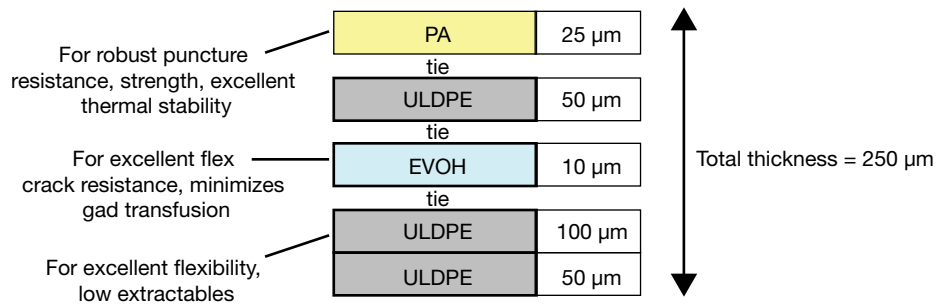 PA 25 µm
For robust puncture
resistance, strength, excellent
thermal stability
tie
ULDPE 50 µm
tie
For excellent flex
crack resistance, minimizes
gad transfusion
EVOH 10 µm
Total thickness = 250 µm
tie
ULDPE 100 µm
For excellent flexibility,
low extractables
ULDPE 50 µm